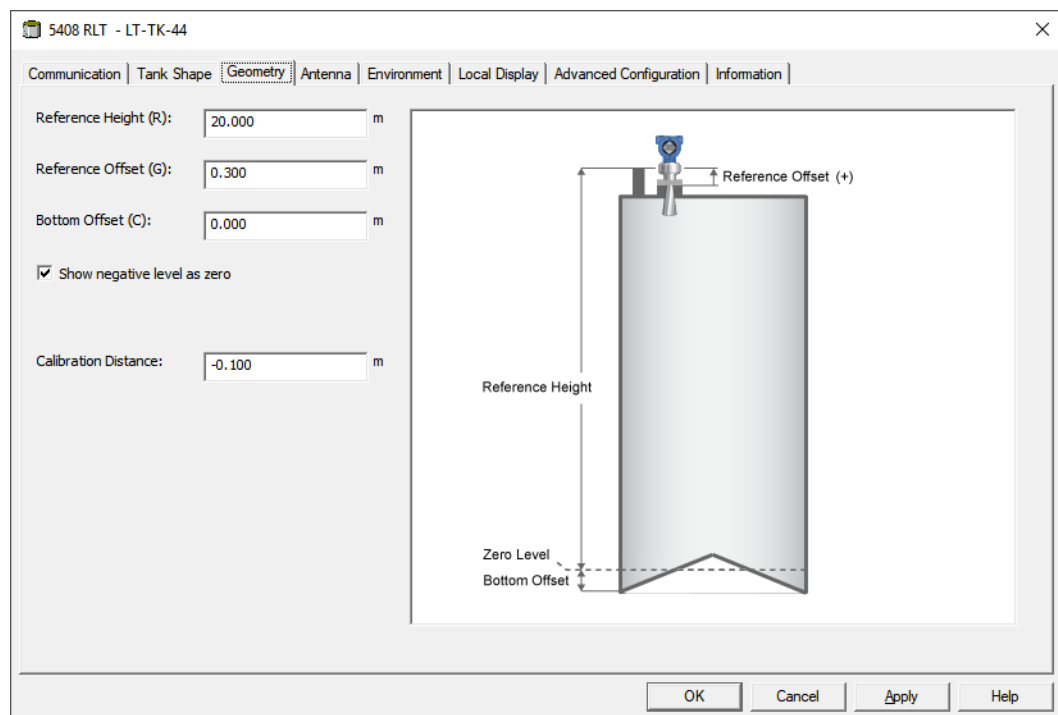 5408 RLT - LT-TK-44
Communication Tank Shape Geometry Antenna Environment Local Display Advanced Configuration Information
Reference Height (R): 20.000 m
Reference Offset (G): 0.300 m
Bottom Offset (C): 0.000 m
Show negative level as zero
Calibration Distance: -0.100 m
Reference Offset (+)
Reference Height
Zero Level
Bottom Offset
OK Cancel Apply Help